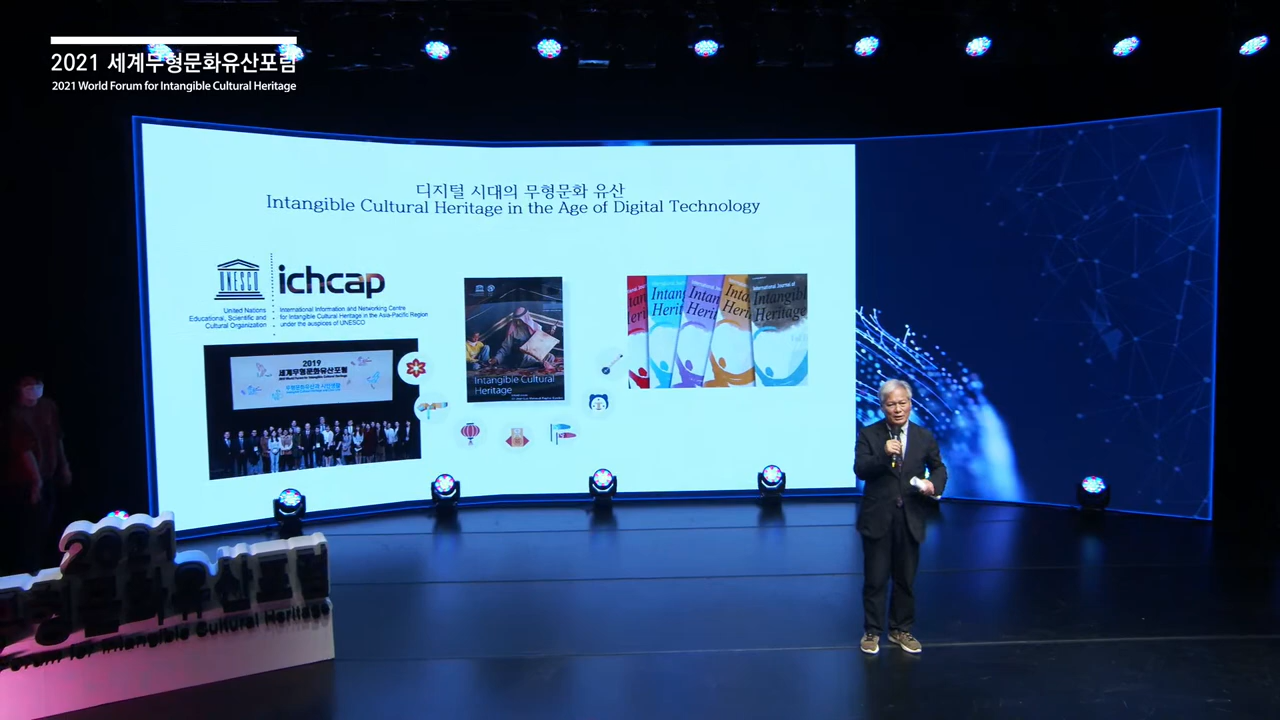 2021 세계무형문화유산포럼
2021 World Forum for Intangible Cultural Heritage
디지털 시대의 무형문화 유산
Intangible Cultural Heritage in the Age of Digital Technology
UNESCO
ichcap
United Nations
Educational, Scientific and
Cultural Organization
International Information and Networking Centre
for Intangible Cultural Heritage in the Asia-Pacific Region
under the auspices of UNESCO
2019
세계무형문화유산포럼
Intangible Cultural
Heritage
International Journal of
Intangible
Heritage
2021
Forum for Intangible Cultural Heritage